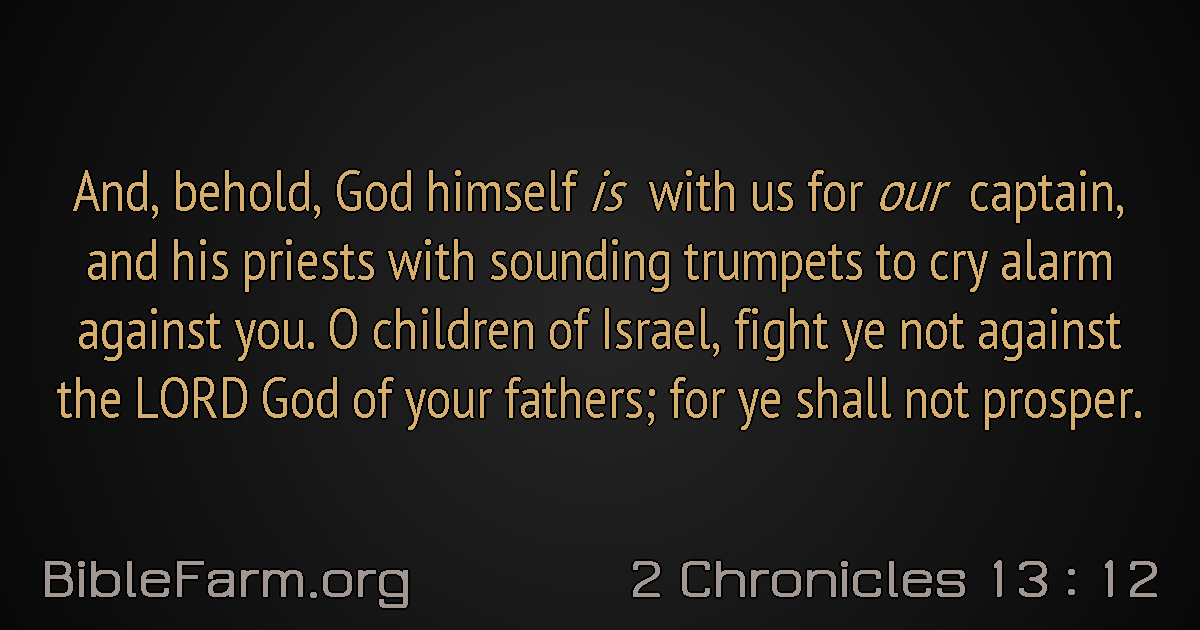 And, behold, God himself is with us for our captain,
and his priests with sounding trumpets to cry alarm
against you. O children of Israel, fight ye not against
the LORD God of your fathers; for ye shall not prosper.
BibleFarm.org
2 Chronicles 13 : 12